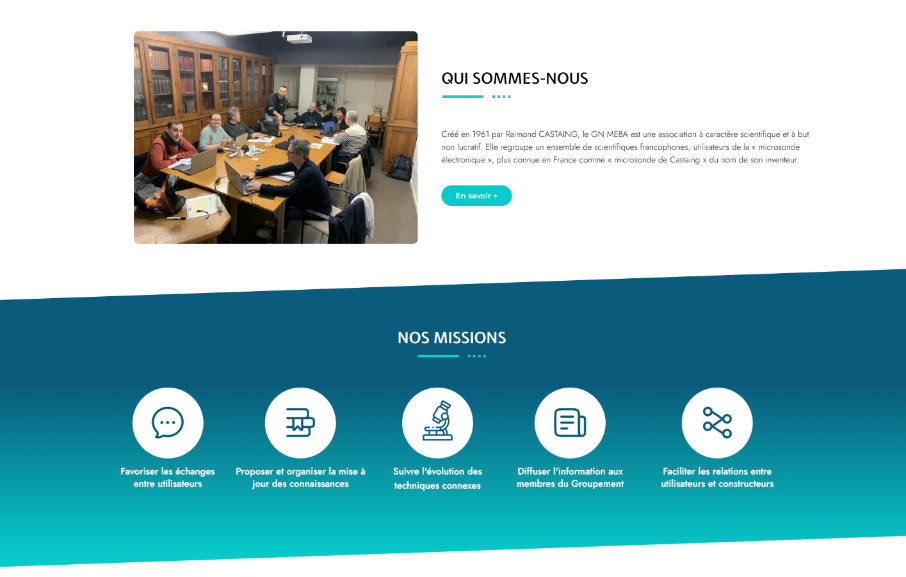 QUI SOMMES-NOUS
Créé en 1961 par Raimond CASTAING, le GN MEBA est une association à caractère scientifique et à but
non lucratif. Elle regroupe un ensemble de scientifiques francophones, utilisateurs de la « microsonde
électronique », plus connue en France comme « microsonde de Castaing » du nom de son inventeur.
En savoir +
NOS MISSIONS
Favoriser les échanges
entre utilisateurs
Proposer et organiser la mise à
jour des connaissances
Suivre l'évolution des
techniques connexes
Diffuser l'information aux
membres du Groupement
Faciliter les relations entre
utilisateurs et constructeurs